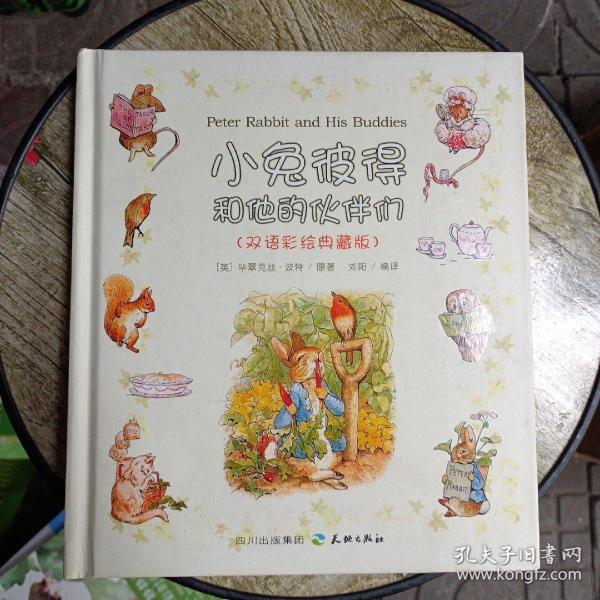 Peter Rabbit and His Buddies
小兔彼得
和他的伙伴们
(双语彩绘典藏版)
[英] 毕翠克丝·波特 / 原著 刘阳 / 编译
PETER
RABBIT
四川出版集团 天地出版社
孔夫子旧书网
www.kongfz.com